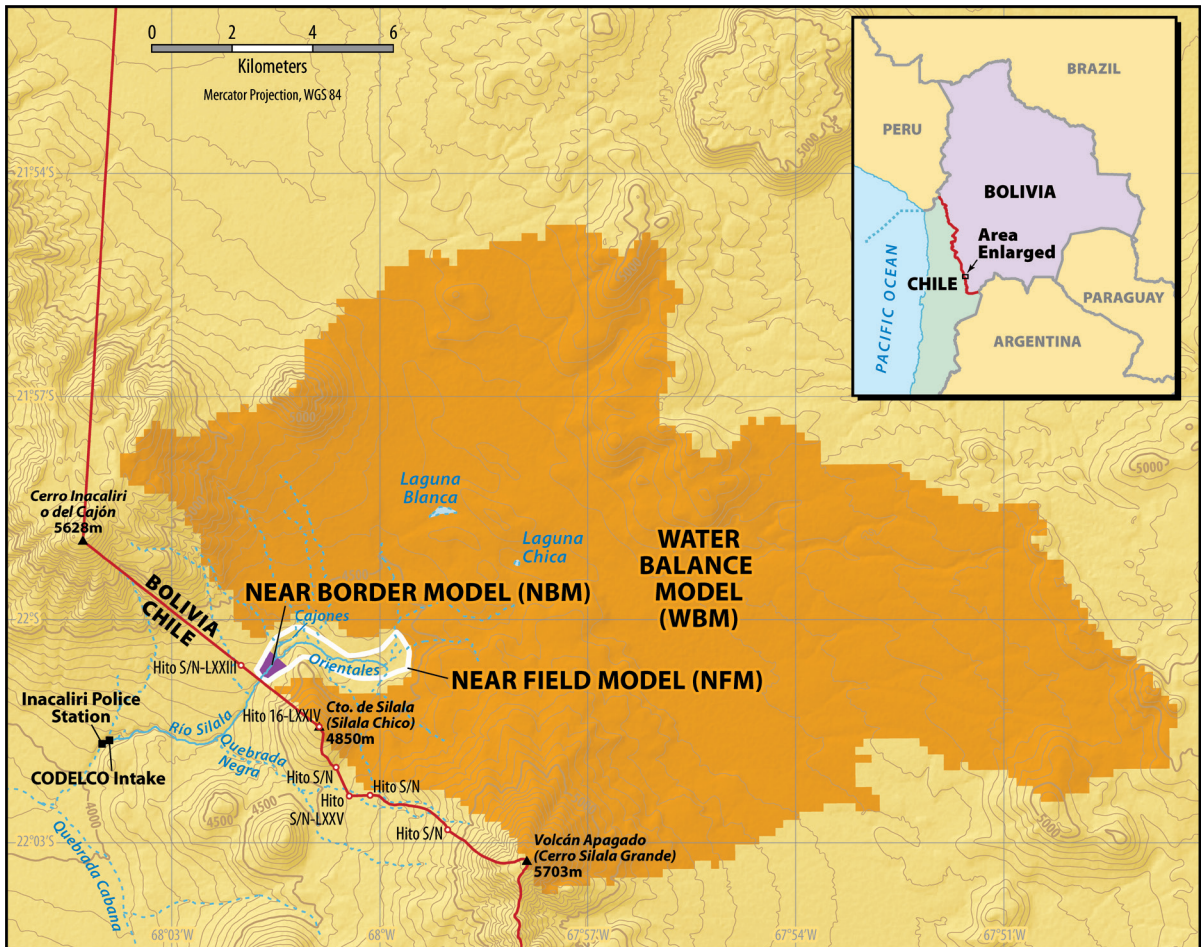 0 2 4 6
Kilometers
Mercator Projection, WGS 84
BRAZIL
PERU
BOLIVIA
Area
Enlarged
CHILE
PACIFIC OCEAN
PARAGUAY
ARGENTINA
5000
21°54'S
21°57'S
5000
Laguna
Blanca
Cerro Inacaliri
o del Cajón
5628m
Laguna
Chica
WATER
BALANCE
MODEL
(WBM)
4500
BOLIVIA
CHILE
NEAR BORDER MODEL (NBM)
Cajones
22°S
Orientales
Hito S/N-LXXIII
NEAR FIELD MODEL (NFM)
Inacaliri Police
Station
Río Silala
Hito 16-LXXIV
Cto. de Silala
(Silala Chico)
4850m
Quebrada
Negra
CODELCO Intake
Hito S/N
Hito S/N
Hito
S/N-LXXV
4000
4500
4500
Hito S/N
5000
22°03'S
Volcán Apagado
(Cerro Silala Grande)
5703m
Quebrada Cabana
68°03'W
68°W
67°57'W
67°54'W
67°51'W